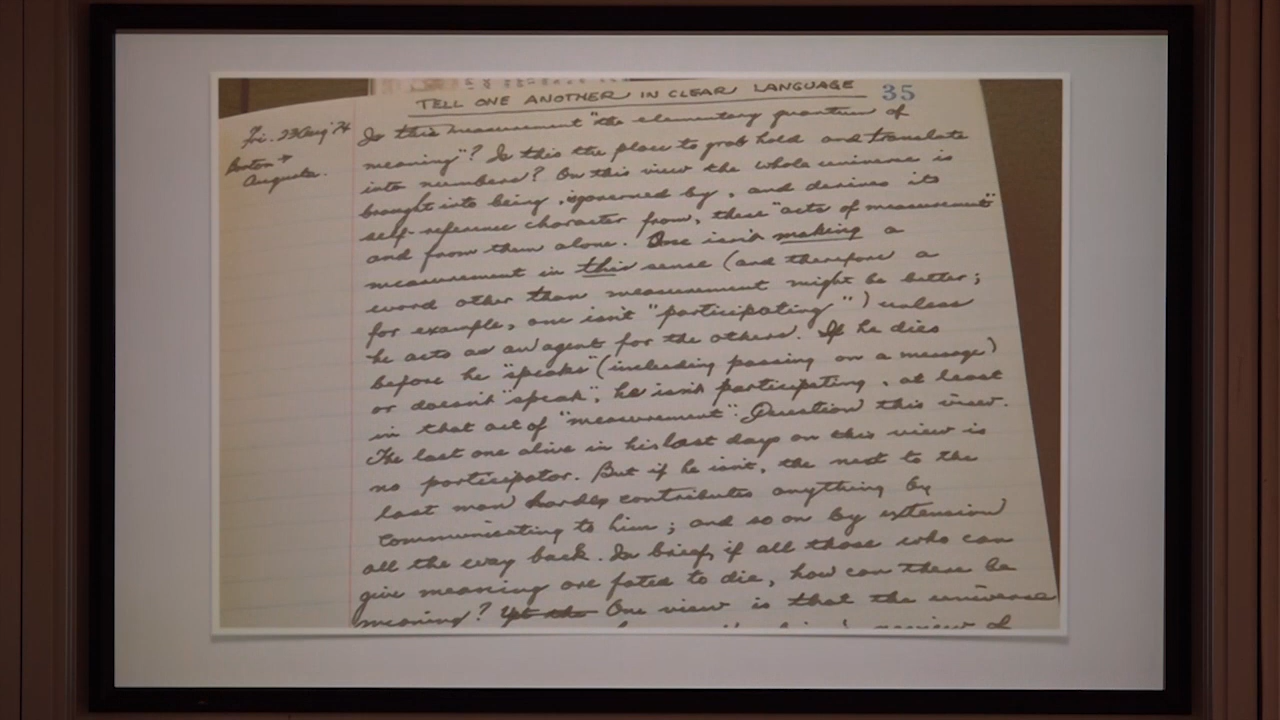 TELL ONE ANOTHER IN CLEAR LANGUAGE 35
Fri. 23 Aug '74
Boston +
Augusta.
Is this measurement "the elementary quantum of
meaning"? Is this the place to grab hold and translate
into numbers? On this view the whole universe is
brought into being, governed by, and derives its
self-reference character from, these "acts of measurement"
and from them alone. One isn't making a
measurement in this sense (and therefore a
word other than measurement might be better;
for example, one isn't "participating") unless
he acts as an agent for the others. If he dies
before he "speaks" (including passing on a message)
or doesn't "speak", he isn't participating, at least
in that act of "measurement". Question this view.
The last one alive in his last days on this view is
no participator. But if he isn't, the next to the
last man hardly contributes anything by
communicating to him; and so on by extension
all the way back. In brief, if all those who can
give meaning are fated to die, how can there be
meaning? Yet the One view is that the universe